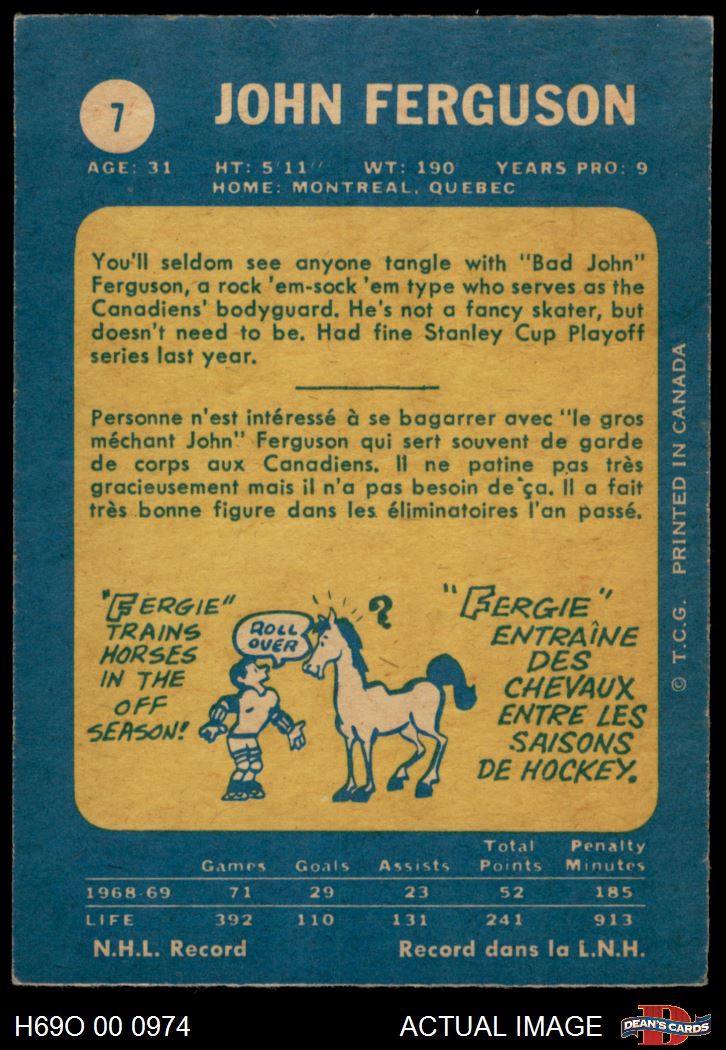 7
JOHN FERGUSON
AGE: 31 HT: 5'11" WT: 190 YEARS PRO: 9
HOME: MONTREAL, QUEBEC
You'll seldom see anyone tangle with "Bad John"
Ferguson, a rock 'em-sock 'em type who serves as the
Canadiens' bodyguard. He's not a fancy skater, but
doesn't need to be. Had fine Stanley Cup Playoff
series last year.
Personne n'est intéressé à se bagarrer avec "le gros
méchant John" Ferguson qui sert souvent de garde
de corps aux Canadiens. Il ne patine pas très
gracieusement mais il n'a pas besoin de ça. Il a fait
très bonne figure dans les éliminatoires l'an passé.
"FERGIE"
TRAINS
HORSES
IN THE
OFF
SEASON!
ROLL
OVER
?
"FERGIE"
ENTRAÎNE
DES
CHEVAUX
ENTRE LES
SAISONS
DE HOCKEY.
© T.C.G. PRINTED IN CANADA
Games Goals Assists Total Points Penalty Minutes
1968-69 71 29 23 52 185
LIFE 392 110 131 241 913
N.H.L. Record Record dans la L.N.H.
H69O 00 0974 ACTUAL IMAGE D DEAN'S CARDS